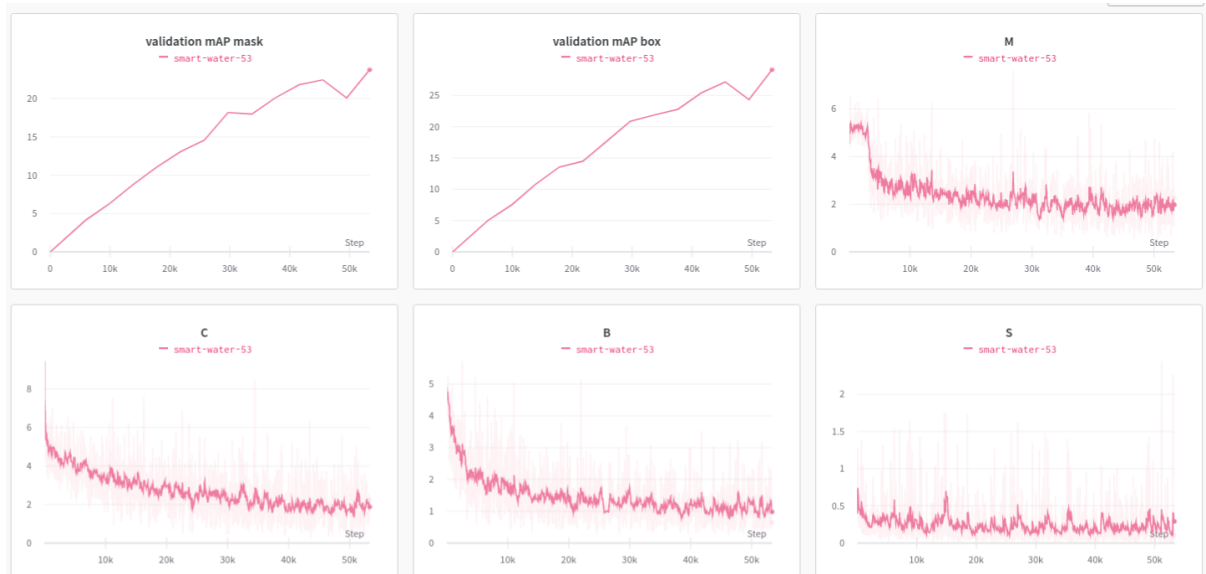 validation mAP mask
smart-water-53
20
15
10
5
0
Step
0 10k 20k 30k 40k 50k
validation mAP box
smart-water-53
25
20
15
10
5
0
Step
0 10k 20k 30k 40k 50k
M
smart-water-53
6
4
2
0
Step
10k 20k 30k 40k 50k
C
smart-water-53
8
6
4
2
0
Step
10k 20k 30k 40k 50k
B
smart-water-53
5
4
3
2
1
0
Step
10k 20k 30k 40k 50k
S
smart-water-53
2
1.5
1
0.5
0
Step
10k 20k 30k 40k 50k